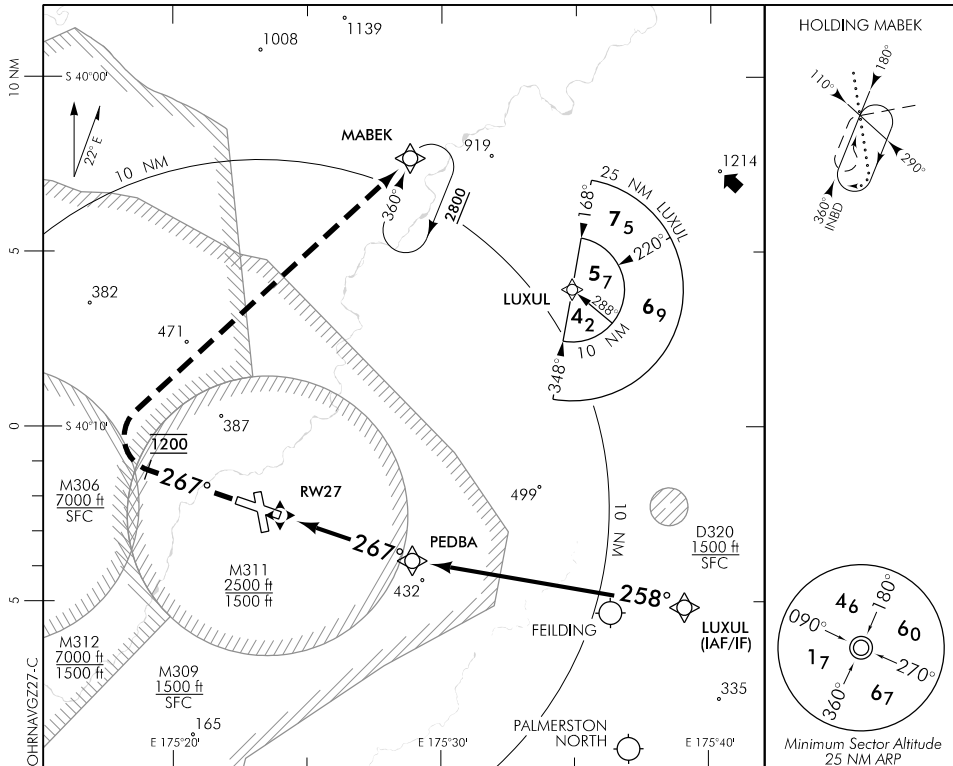 1008
1139
HOLDING MABEK
10 NM
S 40°00'
22° E
10 NM
MABEK
919
360°
2800
1214
25 NM LUXUL
168°
7 5
220°
5 7
LUXUL
288°
4 2
6 9
10 NM
348°
180°
110°
290°
360°
INBD
5
382
471
0
S 40°10'
387
1200
267°
RW27
M306
7000 ft
SFC
499
10 NM
D320
1500 ft
SFC
267°
PEDBA
M311
2500 ft
1500 ft
432
258°
5
FEILDING
LUXUL
(IAF/IF)
M312
7000 ft
1500 ft
M309
1500 ft
SFC
335
165
PALMERSTON
NORTH
E 175°20'
E 175°30'
E 175°40'
OHRNAVGZ27-C
4 6
180°
6 0
090°
1 7
270°
360°
6 7
Minimum Sector Altitude
25 NM ARP